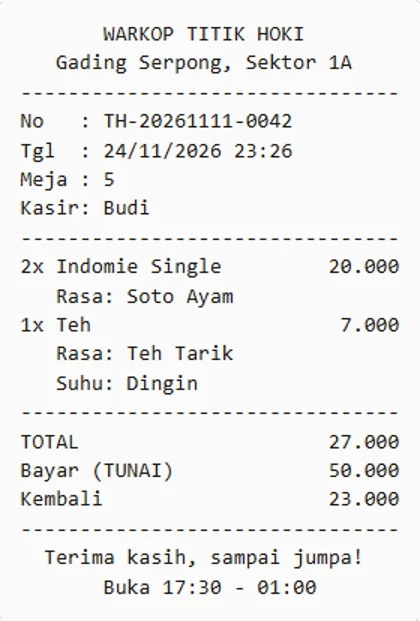 WARKOP TITIK HOKI
Gading Serpong, Sektor 1A
--------------------------------
No   : TH-20261111-0042
Tgl  : 24/11/2026 23:26
Meja : 5
Kasir: Budi
--------------------------------
2x Indomie Single         20.000
   Rasa: Soto Ayam
1x Teh                     7.000
   Rasa: Teh Tarik
   Suhu: Dingin
--------------------------------
TOTAL                     27.000
Bayar (TUNAI)             50.000
Kembali                   23.000
--------------------------------
Terima kasih, sampai jumpa!
Buka 17:30 - 01:00